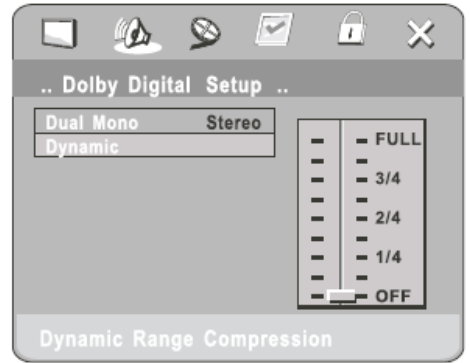 .. Dolby Digital Setup ..
Dual Mono Stereo
Dynamic
FULL
3/4
2/4
1/4
OFF
Dynamic Range Compression